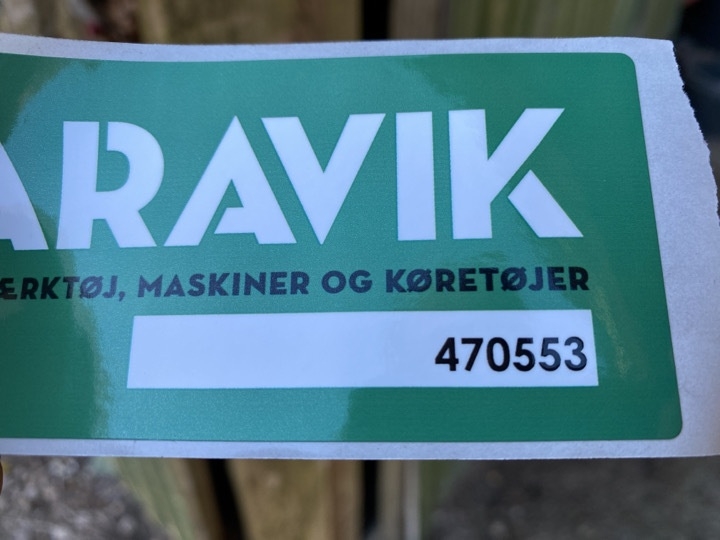 ARAVIK
ÆRKTØJ, MASKINER OG KØRETØJER
470553